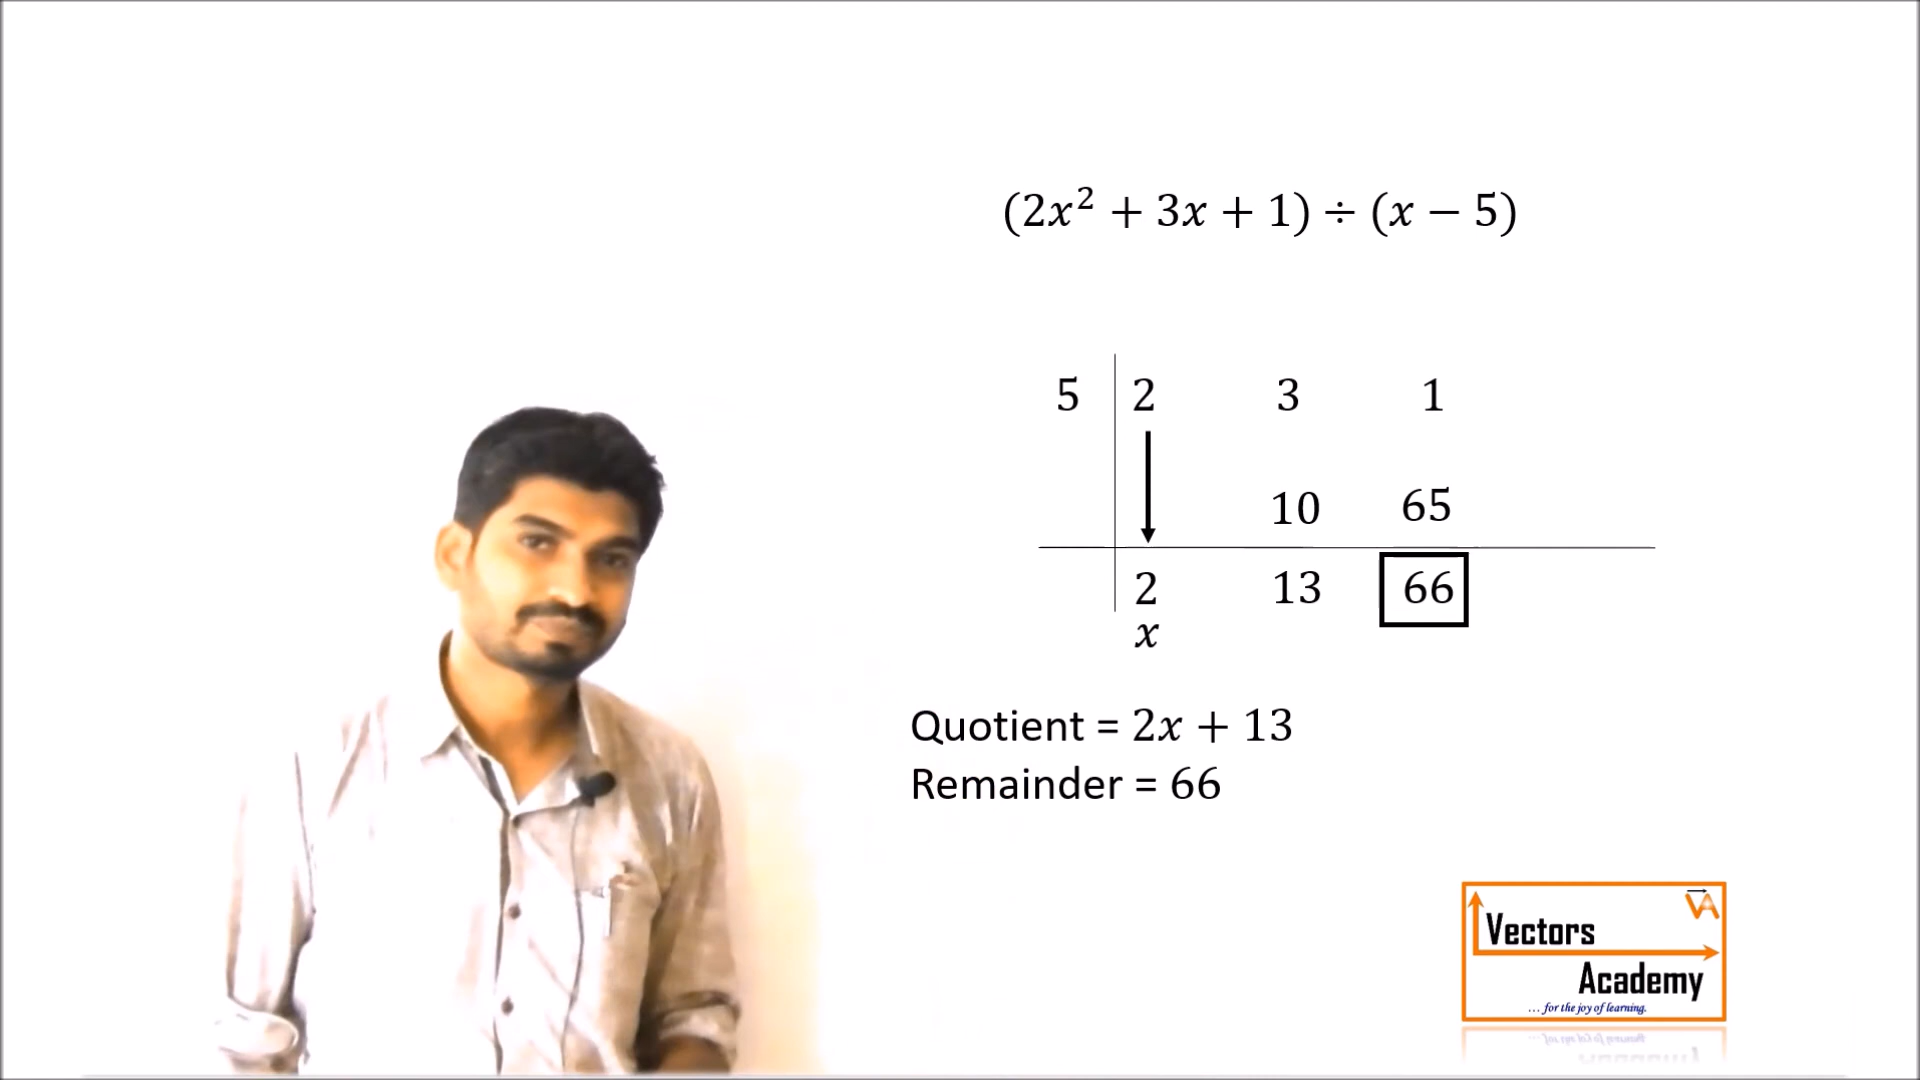 (2x² + 3x + 1) ÷ (x − 5)
5 2 3 1
10 65
2 13 66
x
Quotient = 2x + 13
Remainder = 66
VA
Vectors
Academy
... for the joy of learning.